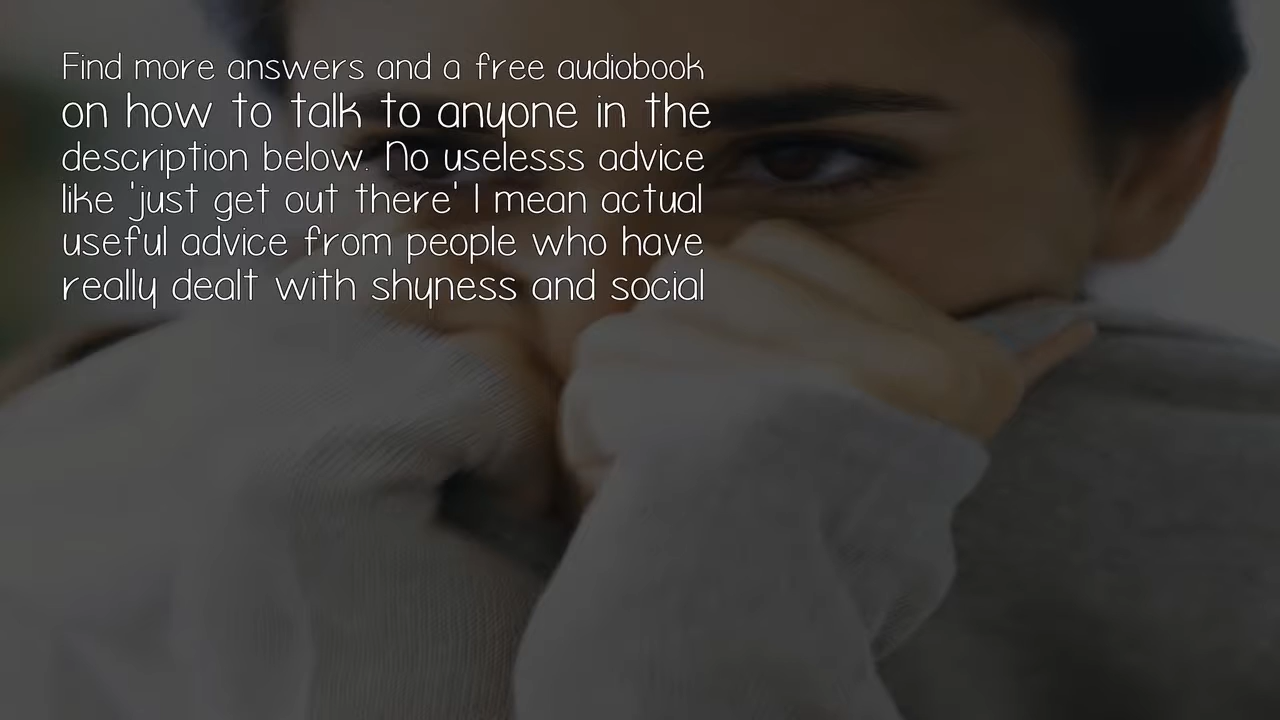 Find more answers and a free audiobook
on how to talk to anyone in the
description below. No uselesss advice
like 'just get out there' I mean actual
useful advice from people who have
really dealt with shyness and social